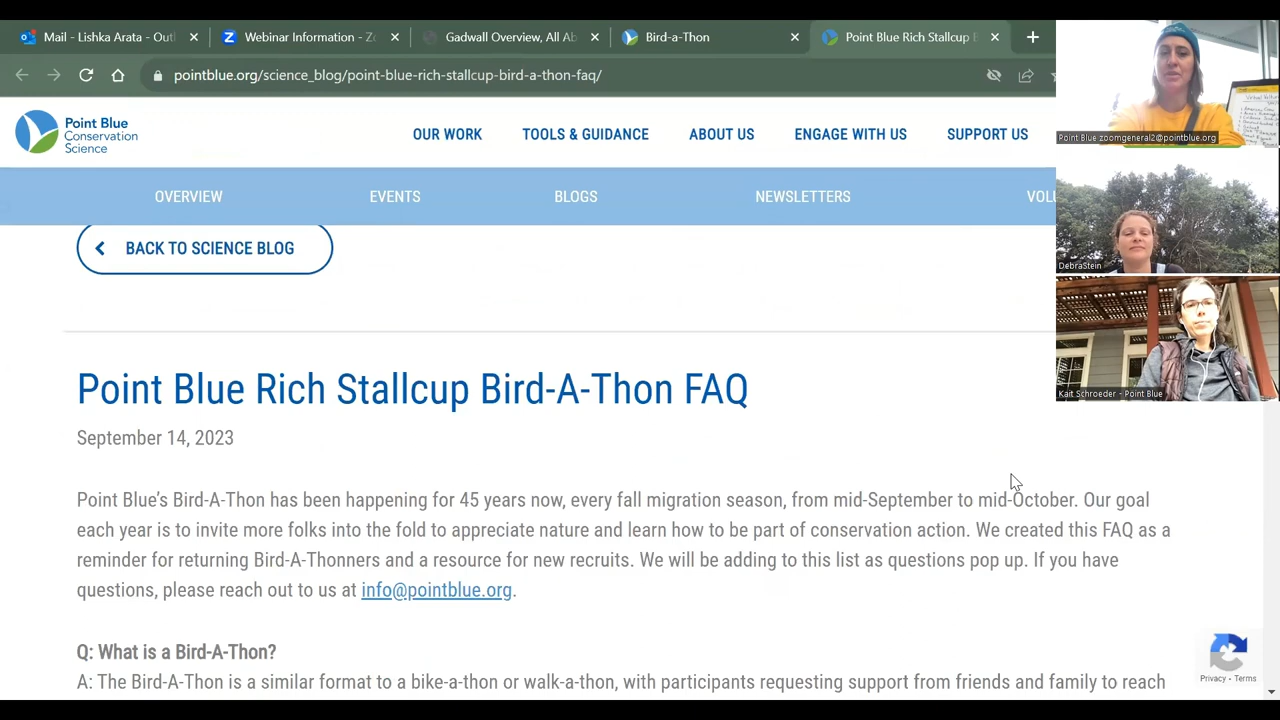 Mail - Lishka Arata - Out
Webinar Information - Z
Gadwall Overview, All Ab
Bird-a-Thon
Point Blue Rich Stallcup B
pointblue.org/science_blog/point-blue-rich-stallcup-bird-a-thon-faq/
Point Blue
Conservation
Science
OUR WORK
TOOLS & GUIDANCE
ABOUT US
ENGAGE WITH US
SUPPORT US
OVERVIEW
EVENTS
BLOGS
NEWSLETTERS
VOLU
BACK TO SCIENCE BLOG
Point Blue zoomgeneral2@pointblue.org
DebraStein
Kait Schroeder - Point Blue
Point Blue Rich Stallcup Bird-A-Thon FAQ
September 14, 2023
Point Blue's Bird-A-Thon has been happening for 45 years now, every fall migration season, from mid-September to mid-October. Our goal
each year is to invite more folks into the fold to appreciate nature and learn how to be part of conservation action. We created this FAQ as a
reminder for returning Bird-A-Thonners and a resource for new recruits. We will be adding to this list as questions pop up. If you have
questions, please reach out to us at info@pointblue.org.
Q: What is a Bird-A-Thon?
A: The Bird-A-Thon is a similar format to a bike-a-thon or walk-a-thon, with participants requesting support from friends and family to reach
Privacy - Terms